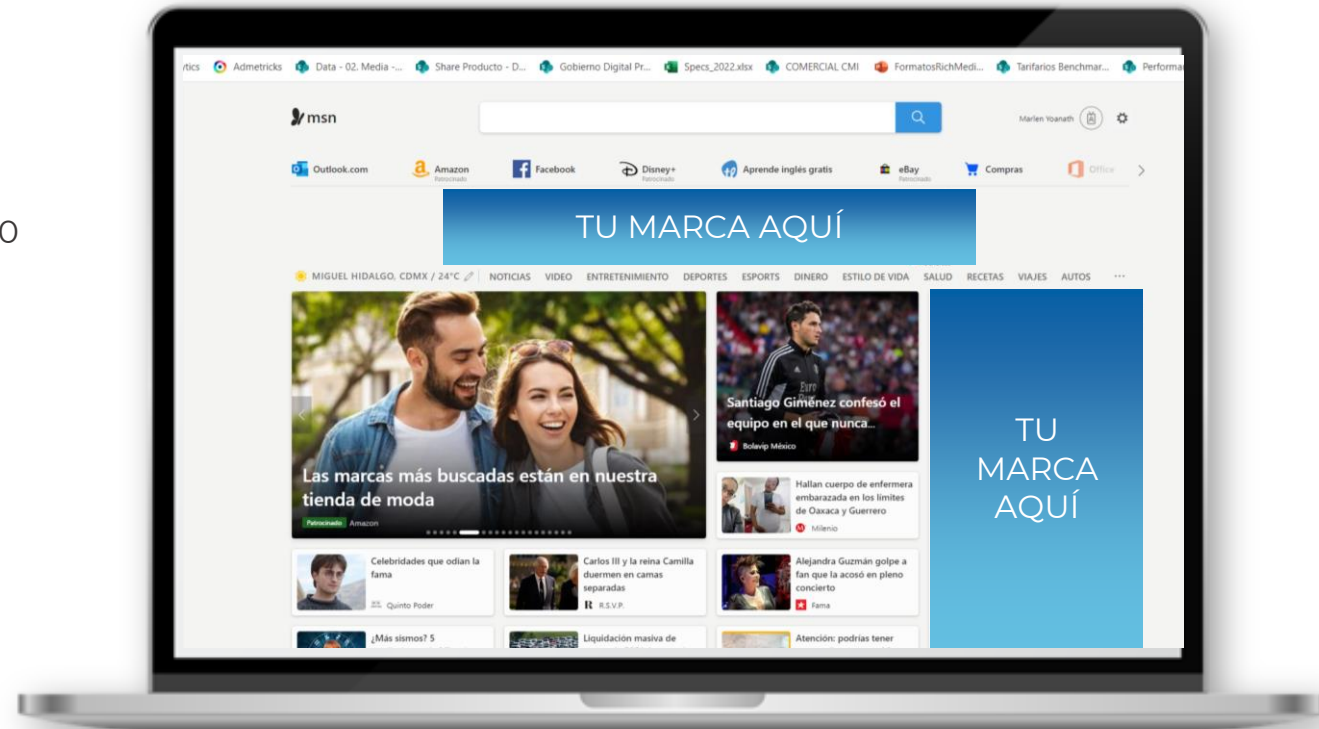 tics Admetricks Data - 02. Media -... Share Producto - D... Gobierno Digital Pr... Specs_2022.xlsx COMERCIAL CMI FormatosRichMedi... Tarifarios Benchmar... Performa
msn
Marlen Yoanath
Outlook.com Amazon Facebook Disney+ Aprende inglés gratis eBay Compras Office
Patrocinado Patrocinado Patrocinado
O
TU MARCA AQUÍ
MIGUEL HIDALGO, CDMX / 24°C NOTICIAS VIDEO ENTRETENIMIENTO DEPORTES ESPORTS DINERO ESTILO DE VIDA SALUD RECETAS VIAJES AUTOS ...
Las marcas más buscadas están en nuestra
tienda de moda
Patrocinado Amazon
Santiago Giménez confesó el
equipo en el que nunca...
Bolavip México
Hallan cuerpo de enfermera
embarazada en los límites
de Oaxaca y Guerrero
Milenio
TU
MARCA
AQUÍ
Celebridades que odian la
fama
Quinto Poder
Carlos III y la reina Camilla
duermen en camas
separadas
R R.S.V.P.
Alejandra Guzmán golpe a
fan que la acosó en pleno
concierto
Fama
¿Más sismos? 5
Liquidación masiva de
Atención: podrías tener